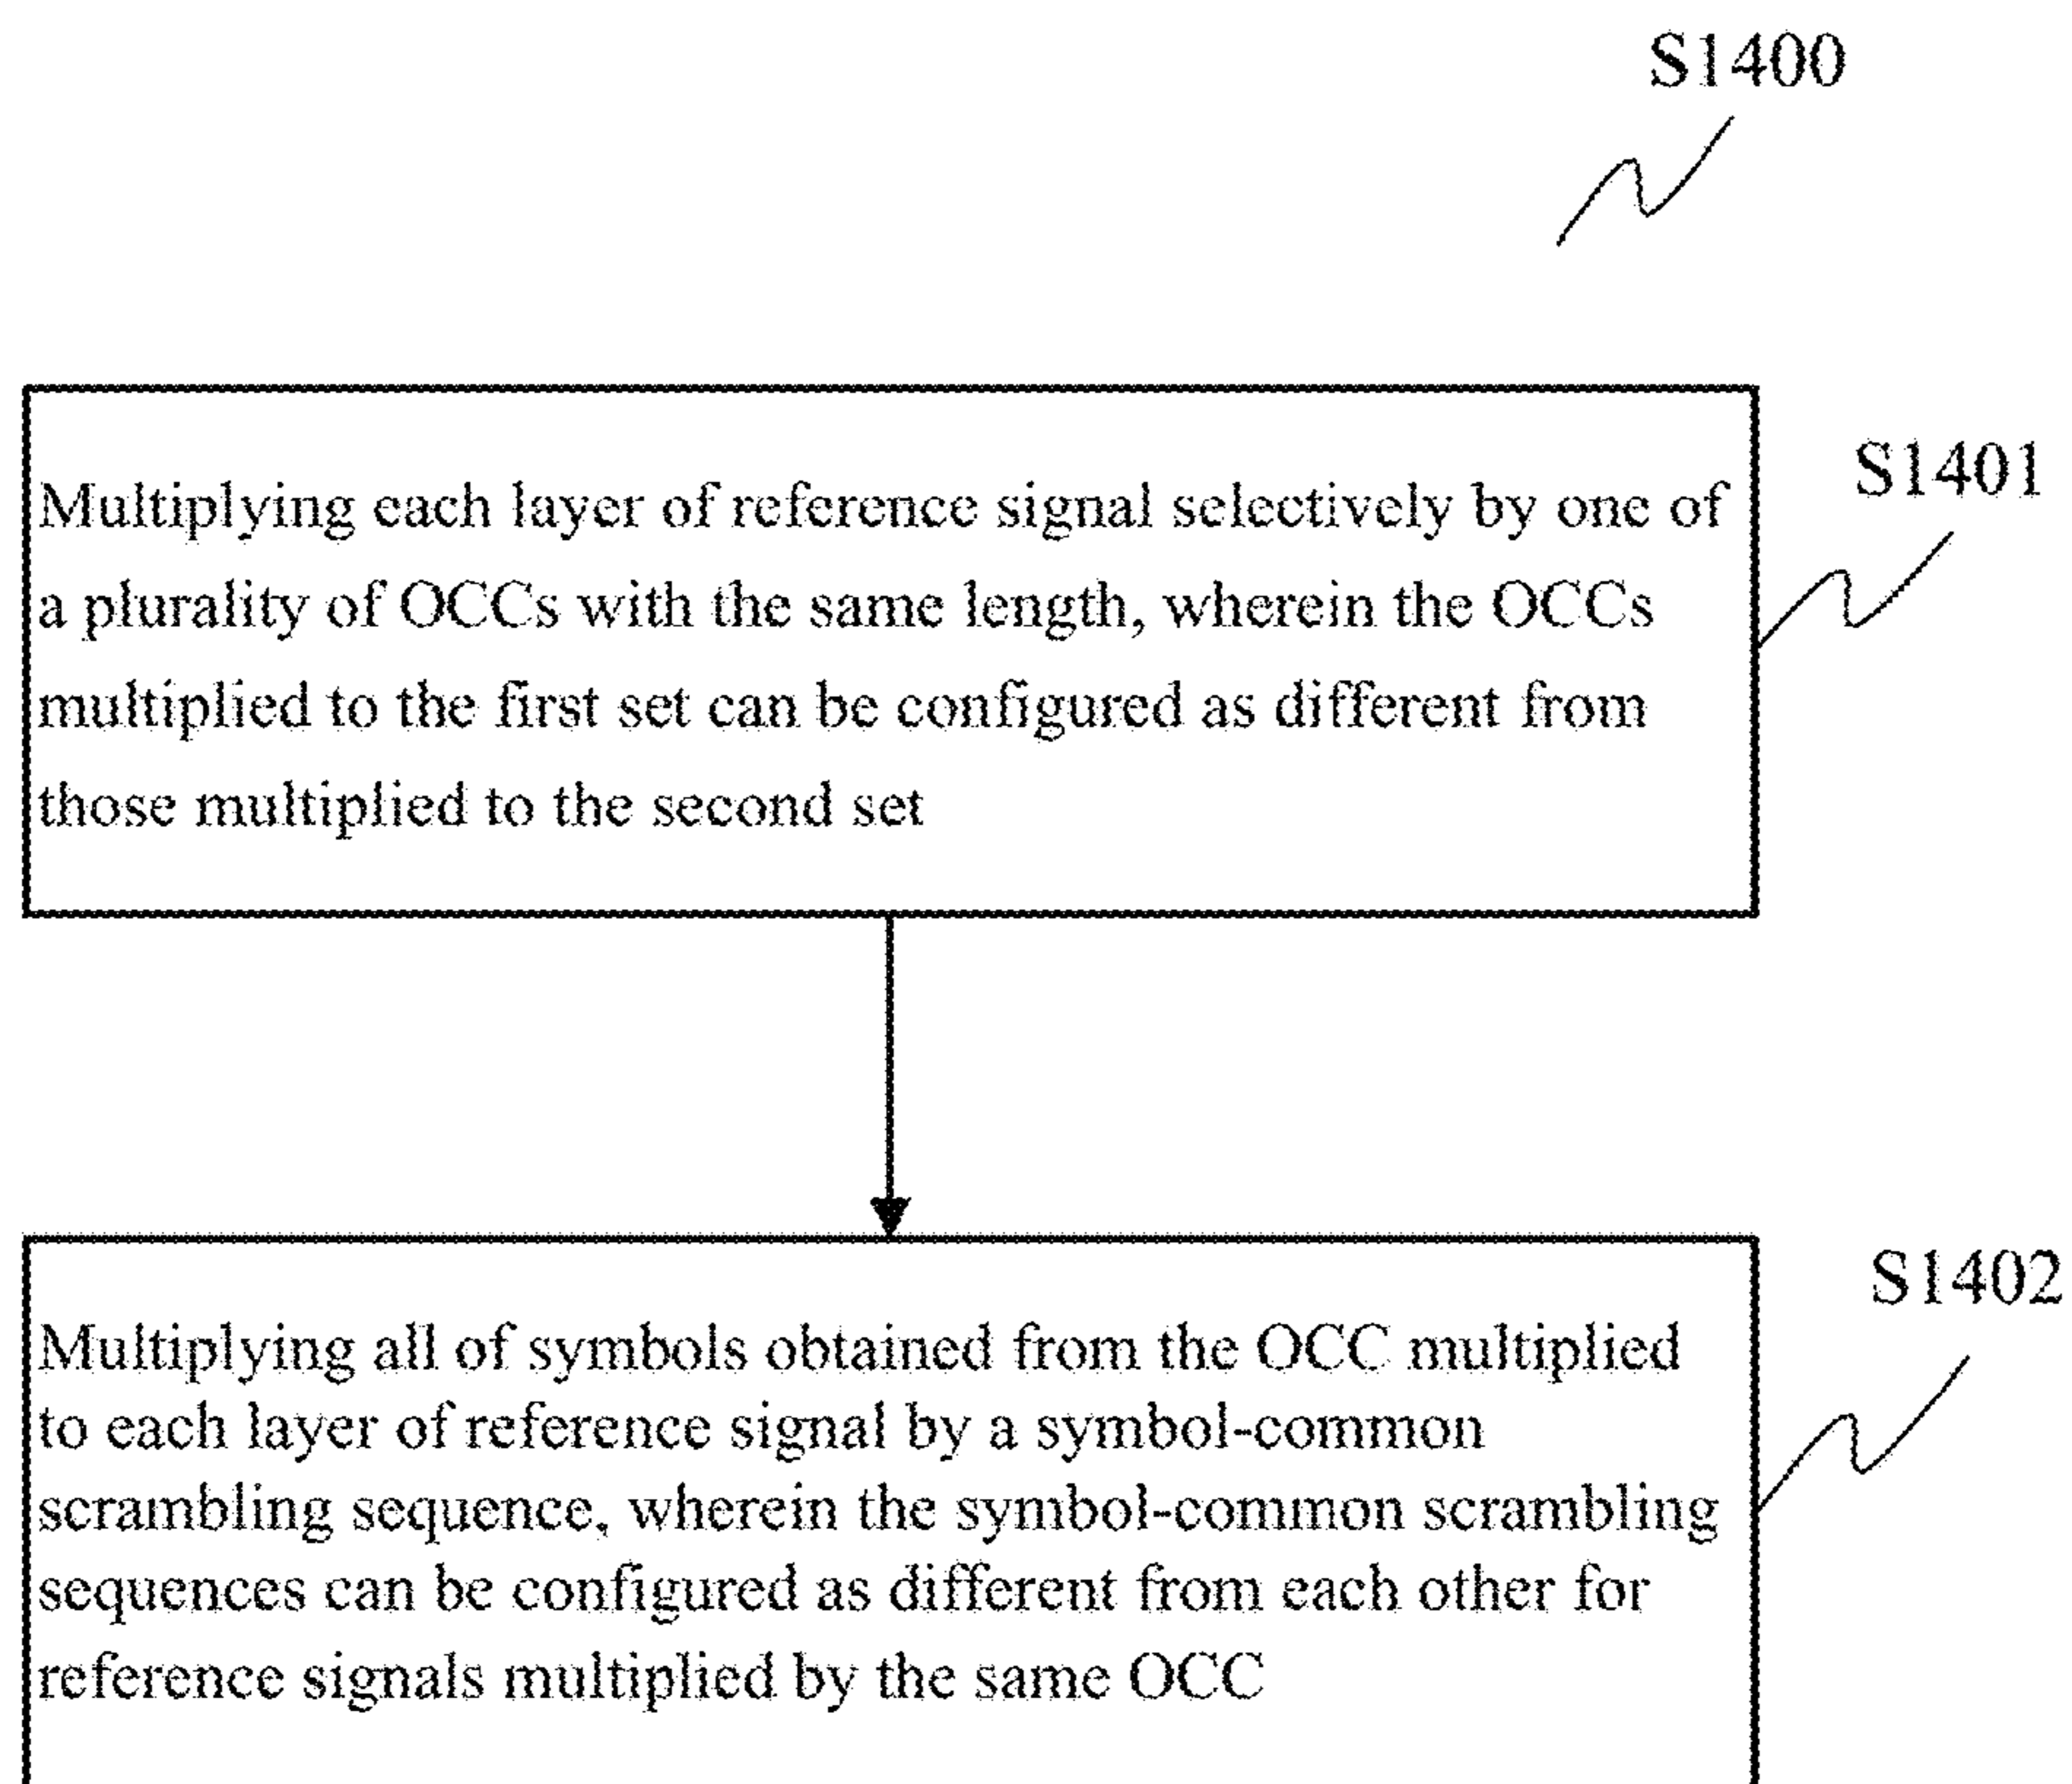 S1400
S1401
Multiplying each layer of reference signal selectively by one of
a plurality of OCCs with the same length, wherein the OCCs
multiplied to the first set can be configured as different from
those multiplied to the second set
S1402
Multiplying all of symbols obtained from the OCC multiplied
to each layer of reference signal by a symbol-common
scrambling sequence, wherein the symbol-common scrambling
sequences can be configured as different from each other for
reference signals multiplied by the same OCC